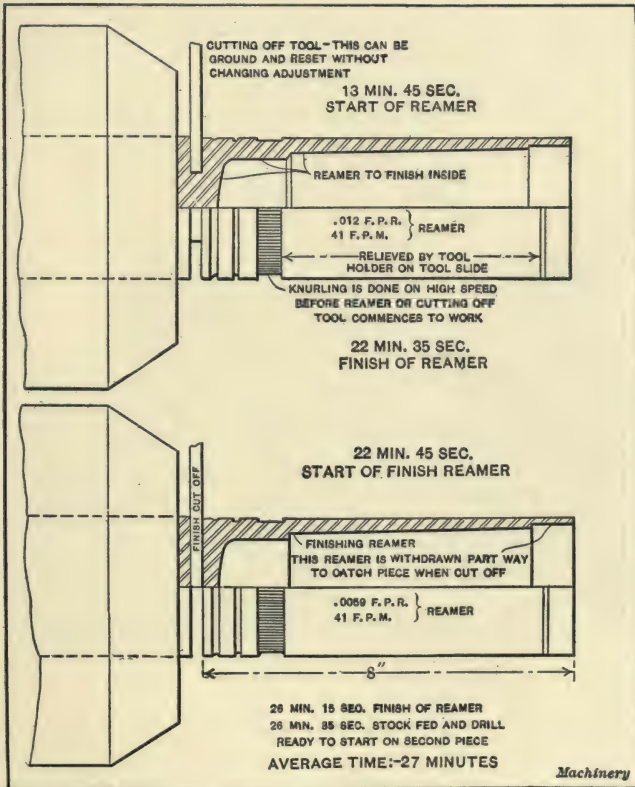 CUTTING OFF TOOL-THIS CAN BE
GROUND AND RESET WITHOUT
CHANGING ADJUSTMENT
13 MIN. 45 SEC.
START OF REAMER
REAMER TO FINISH INSIDE
.012 F.P.R.
41 F.P.M.
REAMER
RELIEVED BY TOOL
HOLDER ON TOOL SLIDE
KNURLING IS DONE ON HIGH SPEED
BEFORE REAMER OR CUTTING OFF
TOOL COMMENCES TO WORK
22 MIN. 35 SEC.
FINISH OF REAMER
22 MIN. 45 SEC.
START OF FINISH REAMER
FINISH CUT OFF
FINISHING REAMER
THIS REAMER IS WITHDRAWN PART WAY
TO CATCH PIECE WHEN CUT OFF
.0059 F.P.R.
41 F.P.M.
REAMER
8"
26 MIN. 15 SEC. FINISH OF REAMER
26 MIN. 35 SEC. STOCK FED AND DRILL
READY TO START ON SECOND PIECE
AVERAGE TIME:-27 MINUTES
Machinery